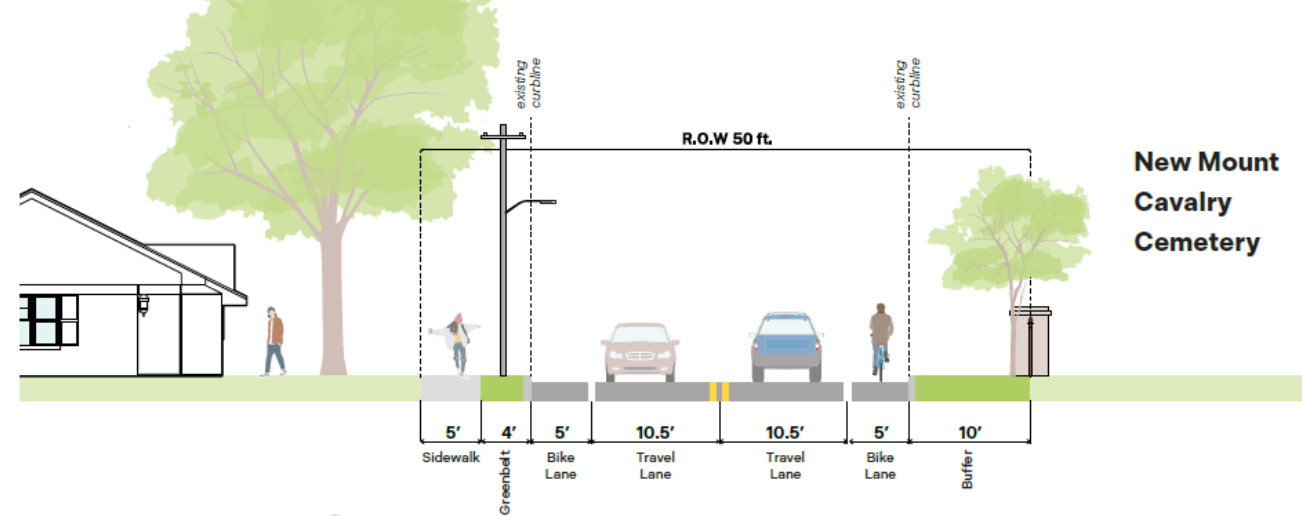 existing
curbline
existing
curbline
R.O.W 50 ft.
New Mount
Cavalry
Cemetery
5’
4’
5’
10.5’
10.5’
5’
10’
Sidewalk
Greenbelt
Bike
Lane
Travel
Lane
Travel
Lane
Bike
Lane
Buffer